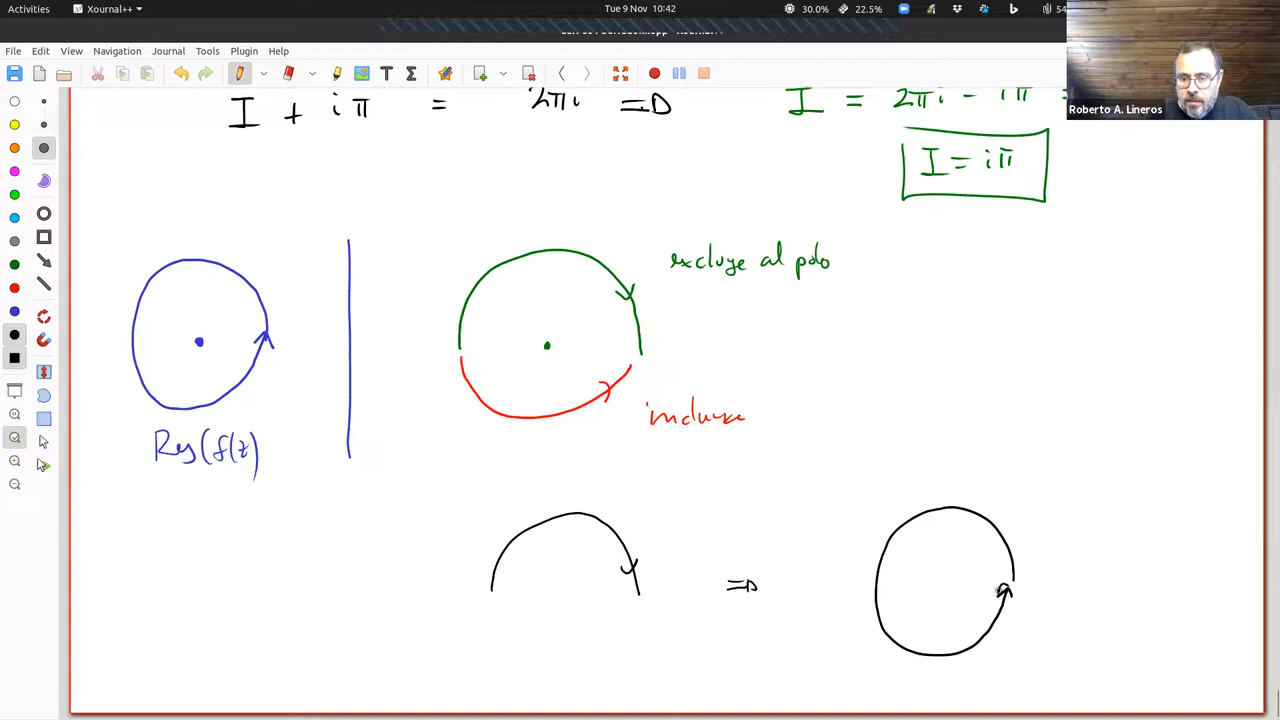 Activities
Xournal++
Tue 9 Nov 10:42
30.0%
22.5%
File Edit View Navigation Journal Tools Plugin Help
Roberto A. Lineros
I + iπ = 2πi ⇒
I = 2πi - iπ =
I = iπ
excluye al polo
incluye
Res(f(z)
⇒